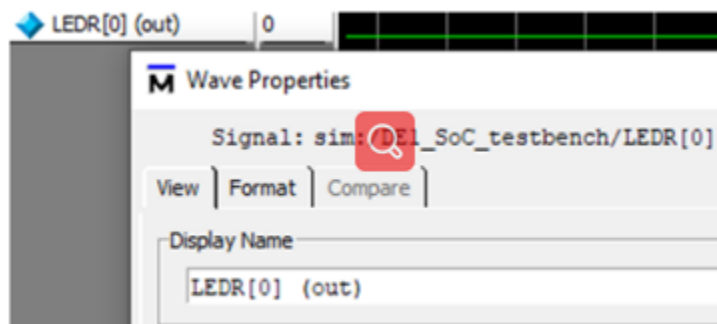 LEDR[0] (out) 0
M Wave Properties
Signal: sim:/DE1_SoC_testbench/LEDR[0]
View Format Compare
Display Name
LEDR[0] (out)